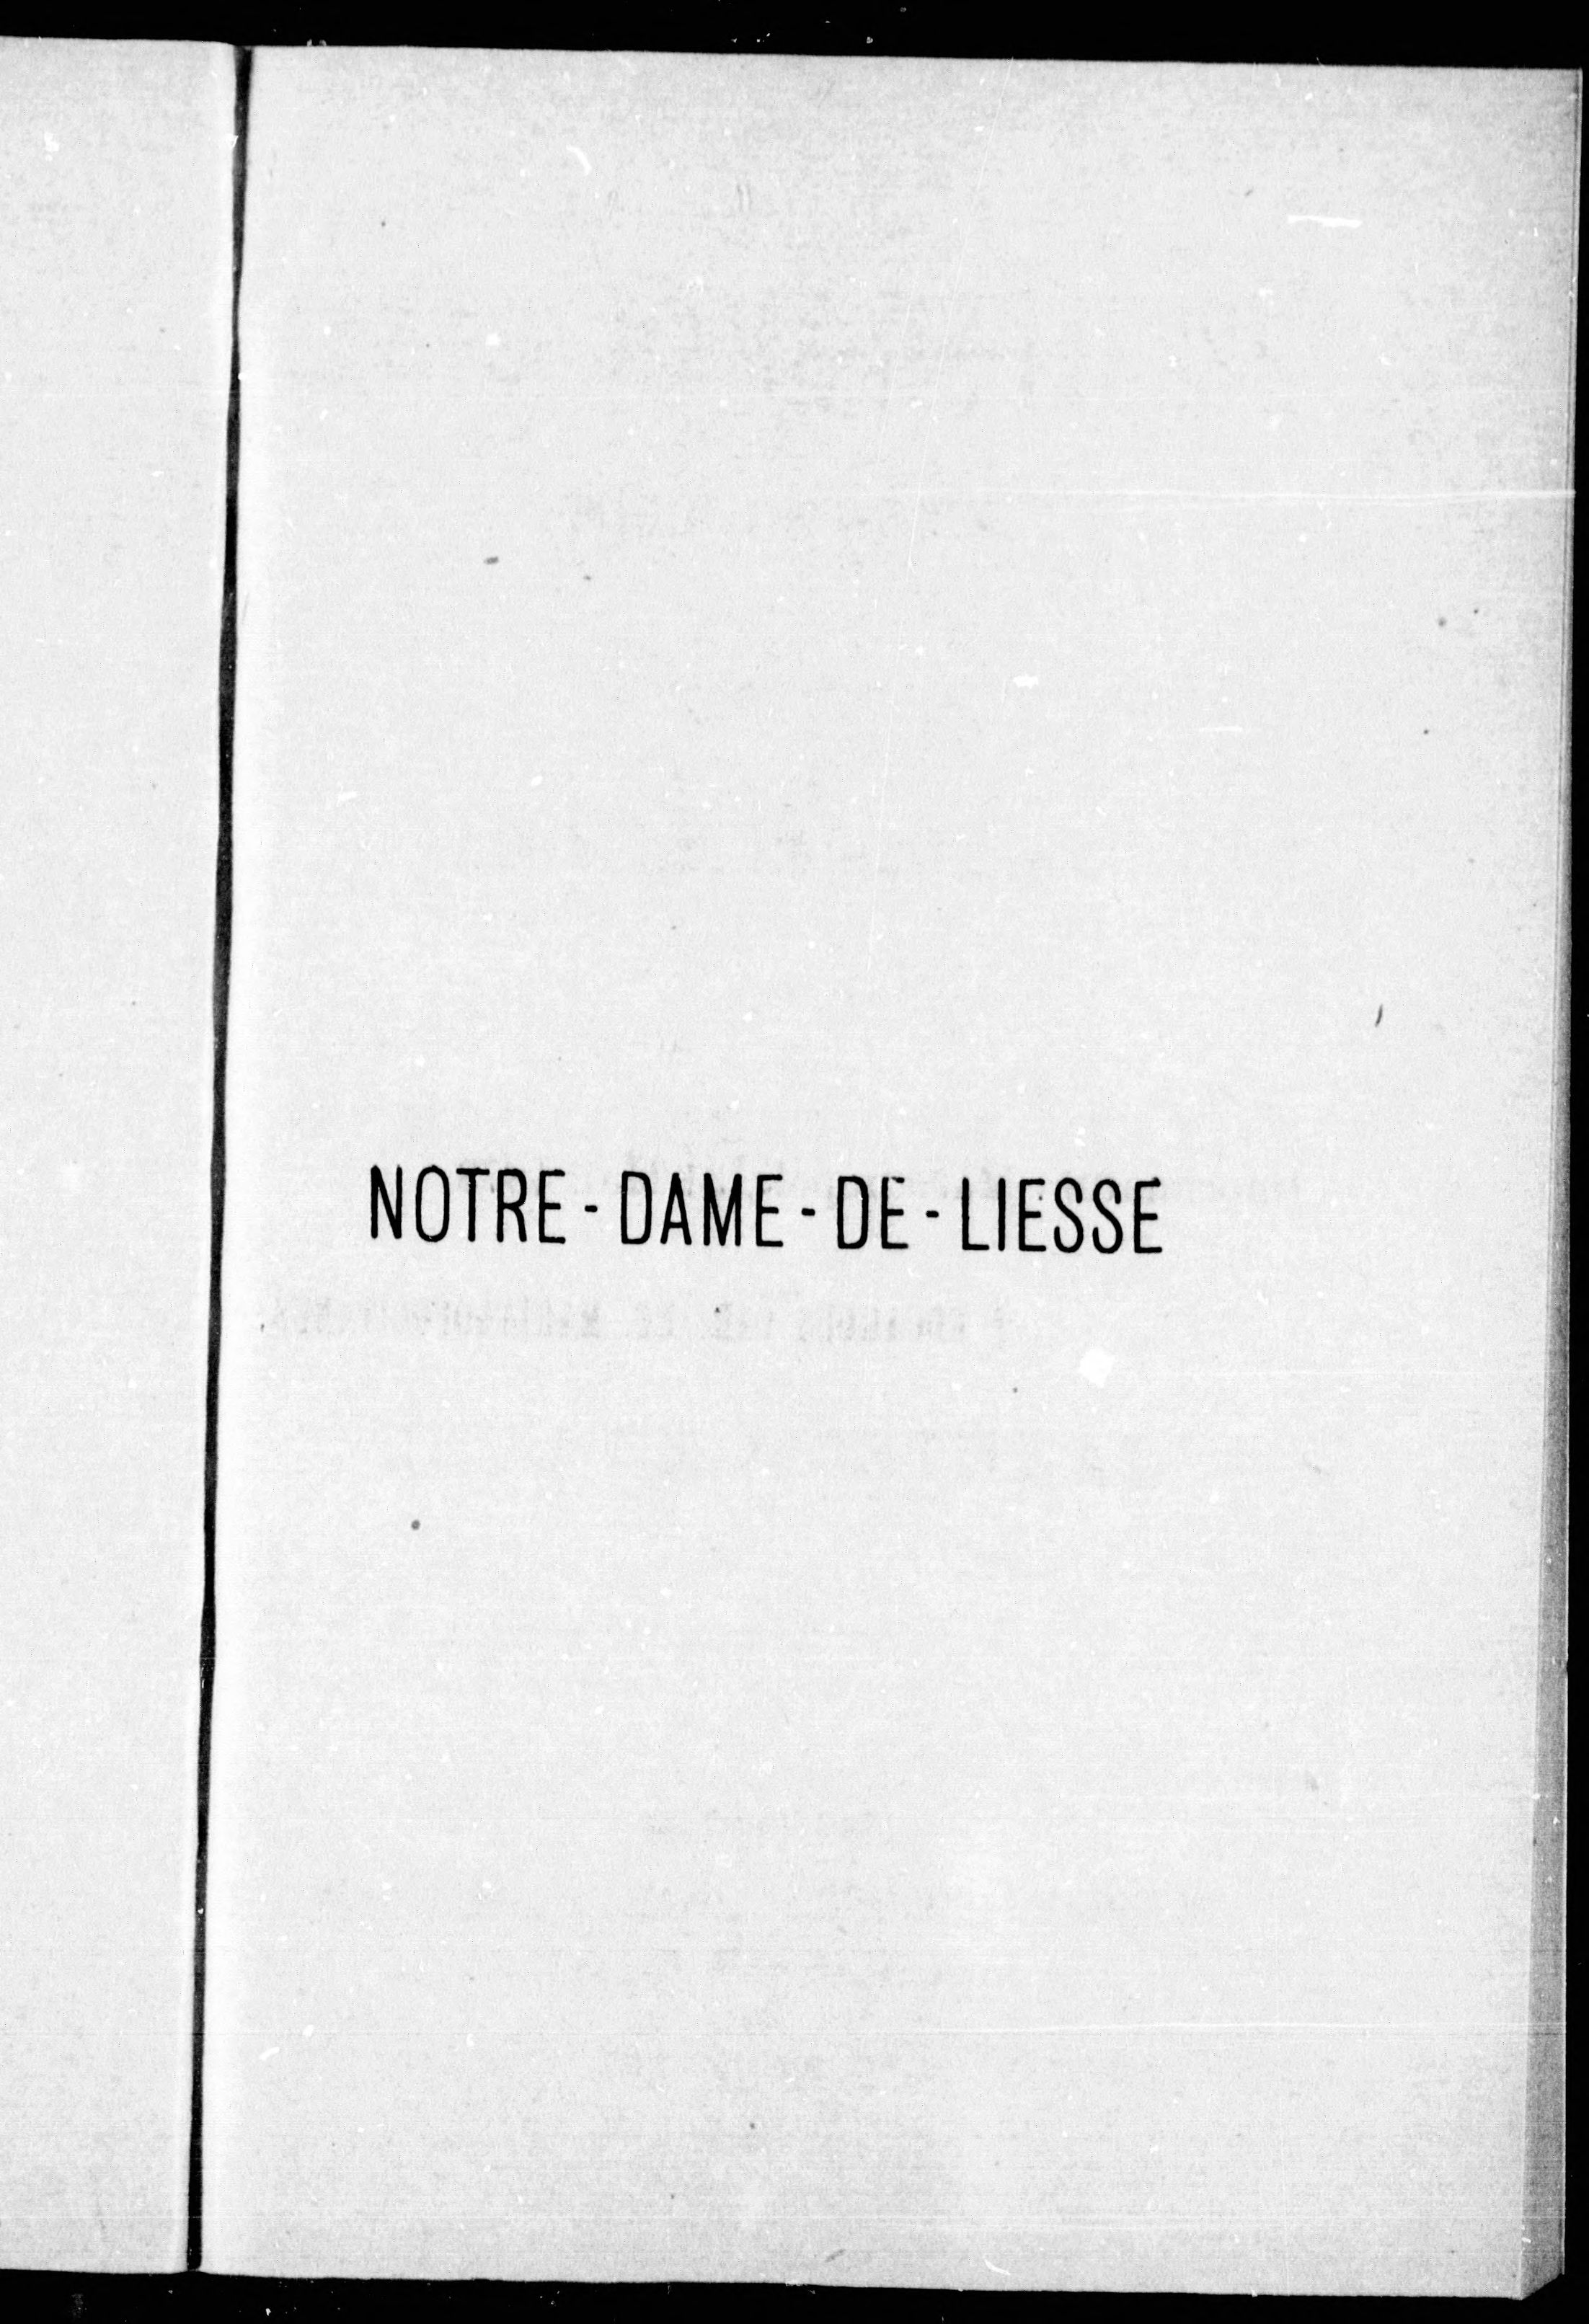 NOTRE - DAME - DE - LIESSE